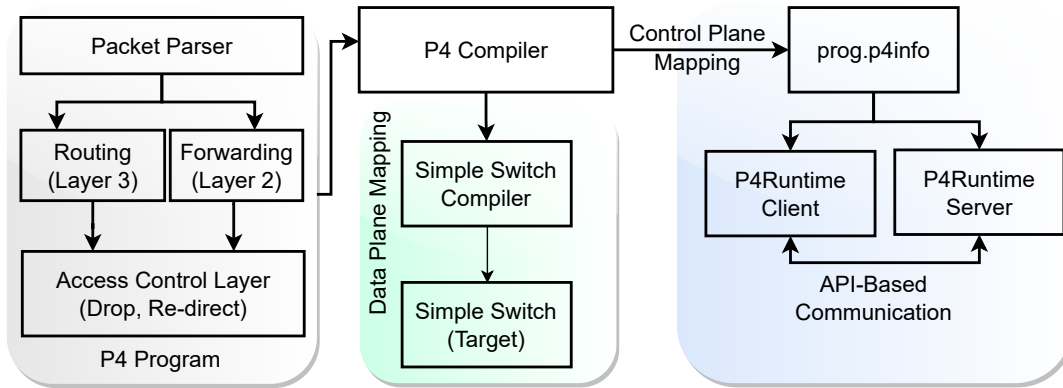 Packet Parser
Routing
(Layer 3)
Forwarding
(Layer 2)
Access Control Layer
(Drop, Re-direct)
P4 Program
P4 Compiler
Data Plane Mapping
Simple Switch
Compiler
Simple Switch
(Target)
Control Plane
Mapping
prog.p4info
P4Runtime
Client
P4Runtime
Server
API-Based
Communication